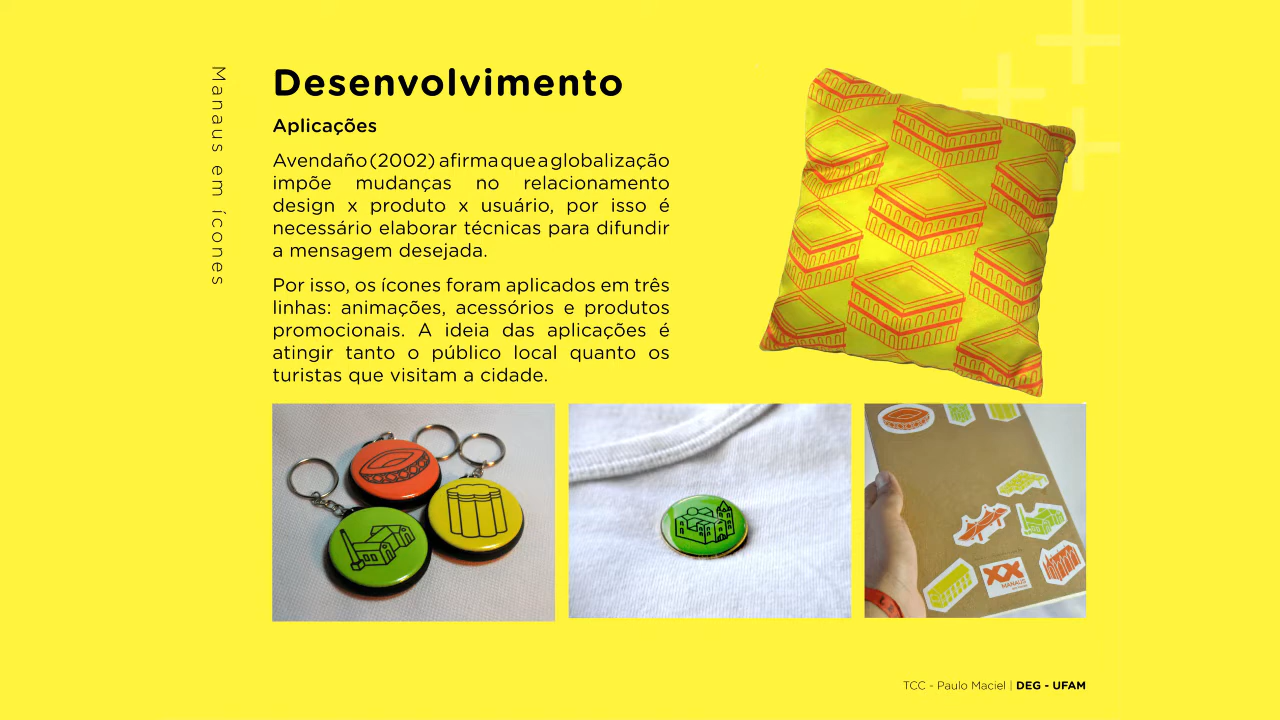 Manaus em ícones
Desenvolvimento
Aplicações
Avendaño (2002) afirma que a globalização
impõe mudanças no relacionamento
design x produto x usuário, por isso é
necessário elaborar técnicas para difundir
a mensagem desejada.
Por isso, os ícones foram aplicados em três
linhas: animações, acessórios e produtos
promocionais. A ideia das aplicações é
atingir tanto o público local quanto os
turistas que visitam a cidade.
XX
MANAUS
TCC - Paulo Maciel | DEG - UFAM